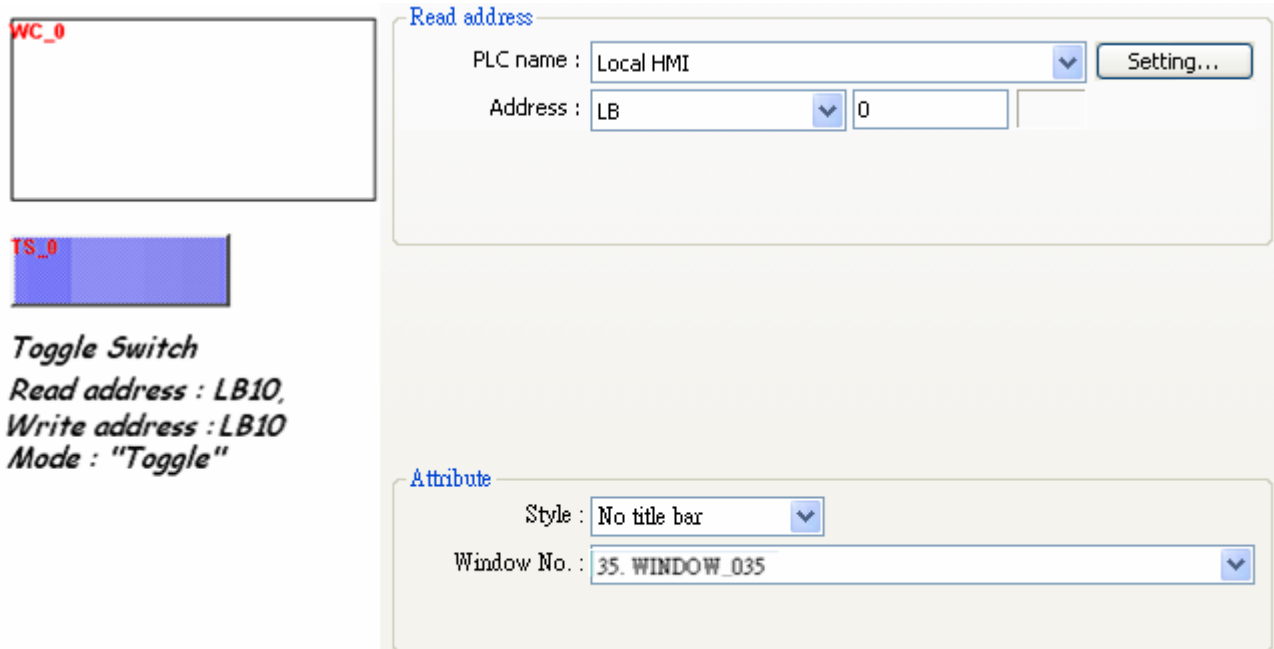 WC_0
TS_0
Toggle Switch
Read address : LB10,
Write address : LB10
Mode : "Toggle"
Read address
PLC name : Local HMI Setting...
Address : LB 0
Attribute
Style : No title bar
Window No. : 35. WINDOW_035